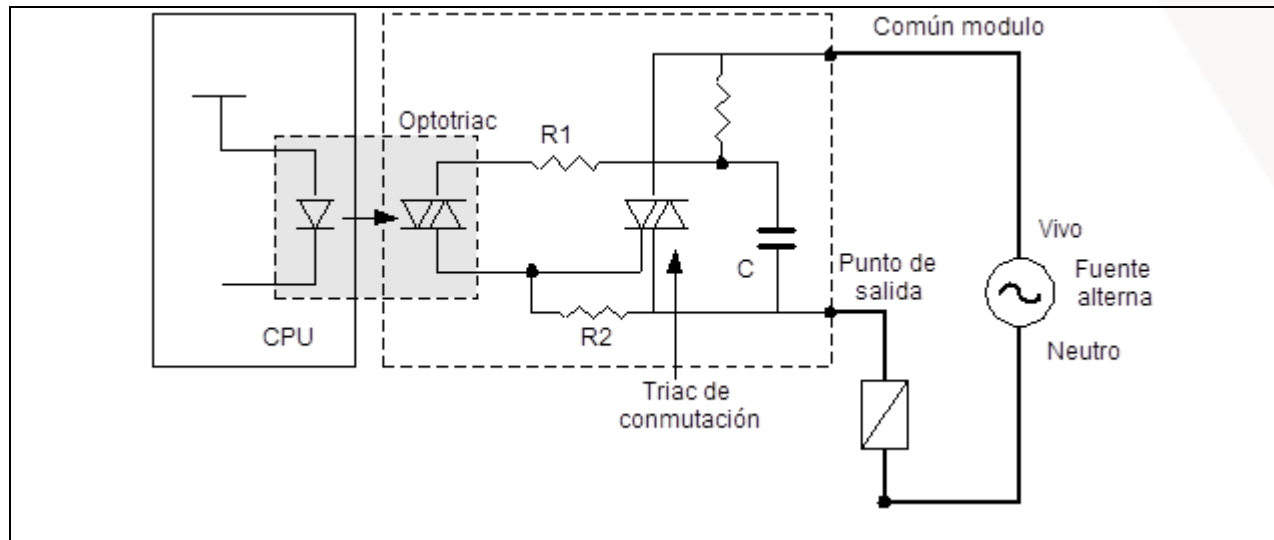 Común modulo
Optotriac
R1
Vivo
Punto de
salida
Fuente
alterna
C
CPU
R2
Neutro
Triac de
conmutación